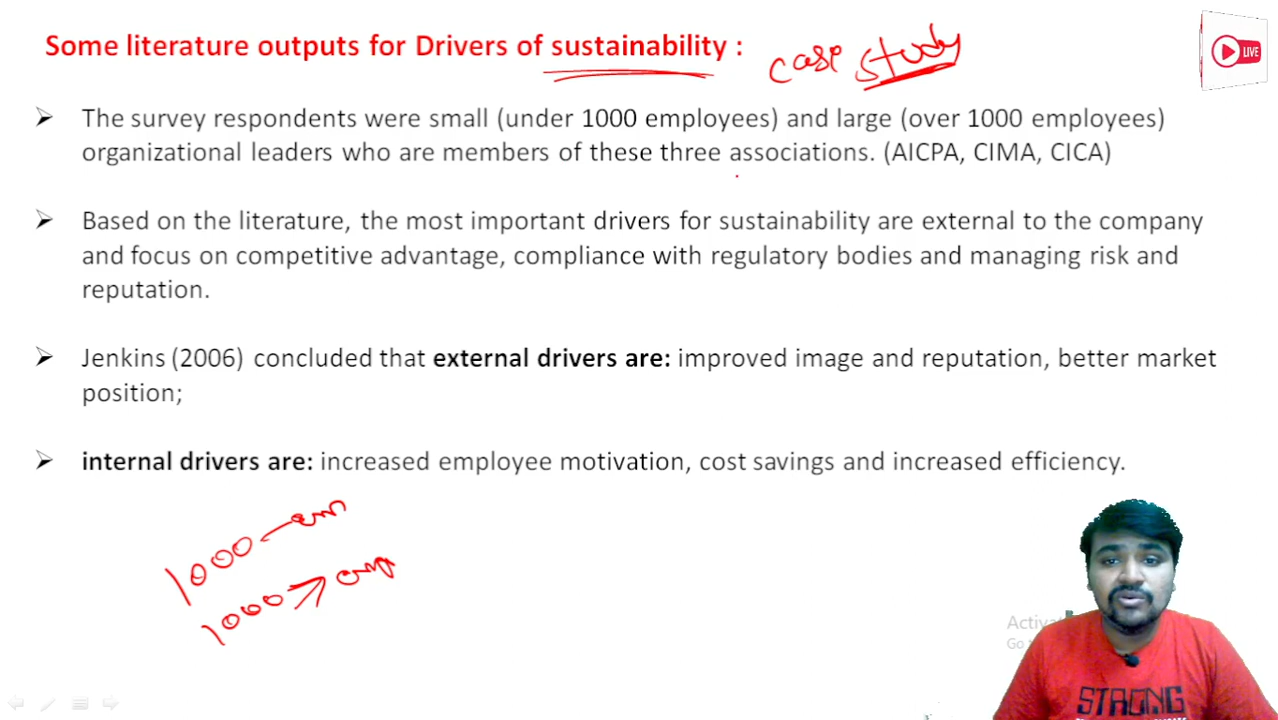 Some literature outputs for Drivers of sustainability :
case study
LIVE
➢ The survey respondents were small (under 1000 employees) and large (over 1000 employees)
organizational leaders who are members of these three associations. (AICPA, CIMA, CICA)
➢ Based on the literature, the most important drivers for sustainability are external to the company
and focus on competitive advantage, compliance with regulatory bodies and managing risk and
reputation.
➢ Jenkins (2006) concluded that external drivers are: improved image and reputation, better market
position;
➢ internal drivers are: increased employee motivation, cost savings and increased efficiency.
1000
1000
Go
STRONG